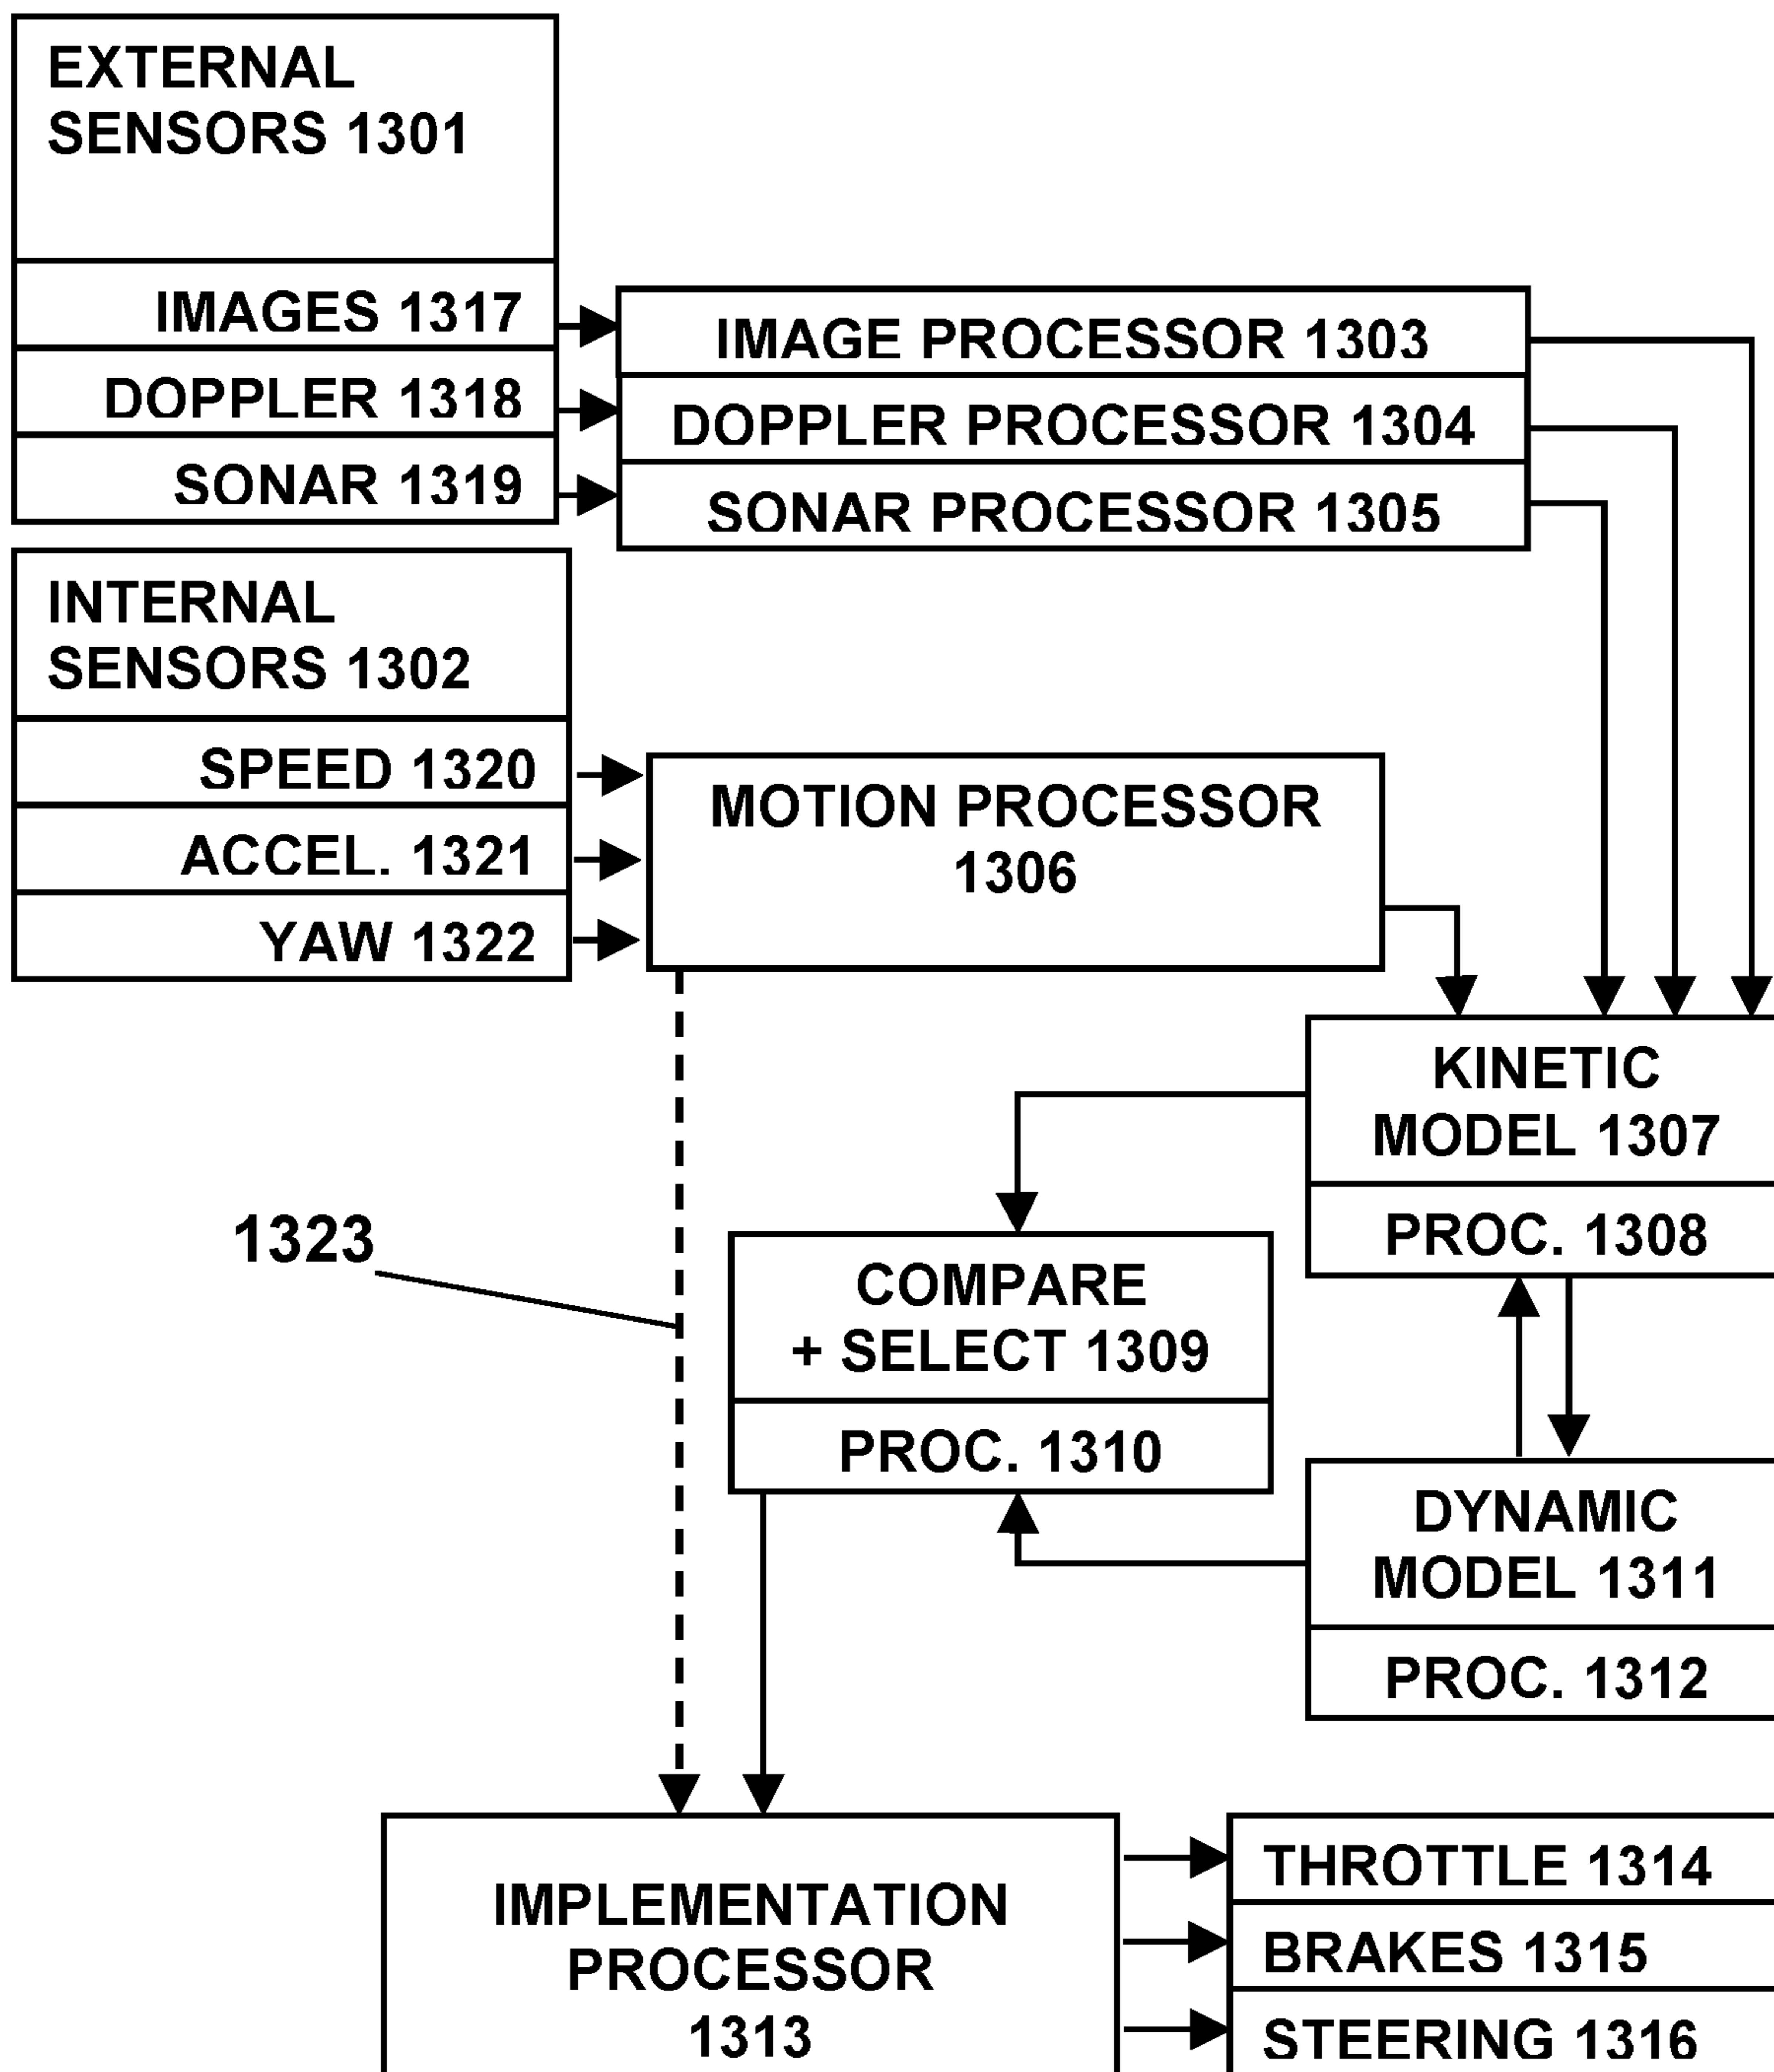 EXTERNAL
SENSORS 1301
IMAGES 1317
DOPPLER 1318
SONAR 1319
IMAGE PROCESSOR 1303
DOPPLER PROCESSOR 1304
SONAR PROCESSOR 1305
INTERNAL
SENSORS 1302
SPEED 1320
ACCEL. 1321
YAW 1322
MOTION PROCESSOR
1306
KINETIC
MODEL 1307
PROC. 1308
1323
COMPARE
+ SELECT 1309
PROC. 1310
DYNAMIC
MODEL 1311
PROC. 1312
IMPLEMENTATION
PROCESSOR
1313
THROTTLE 1314
BRAKES 1315
STEERING 1316